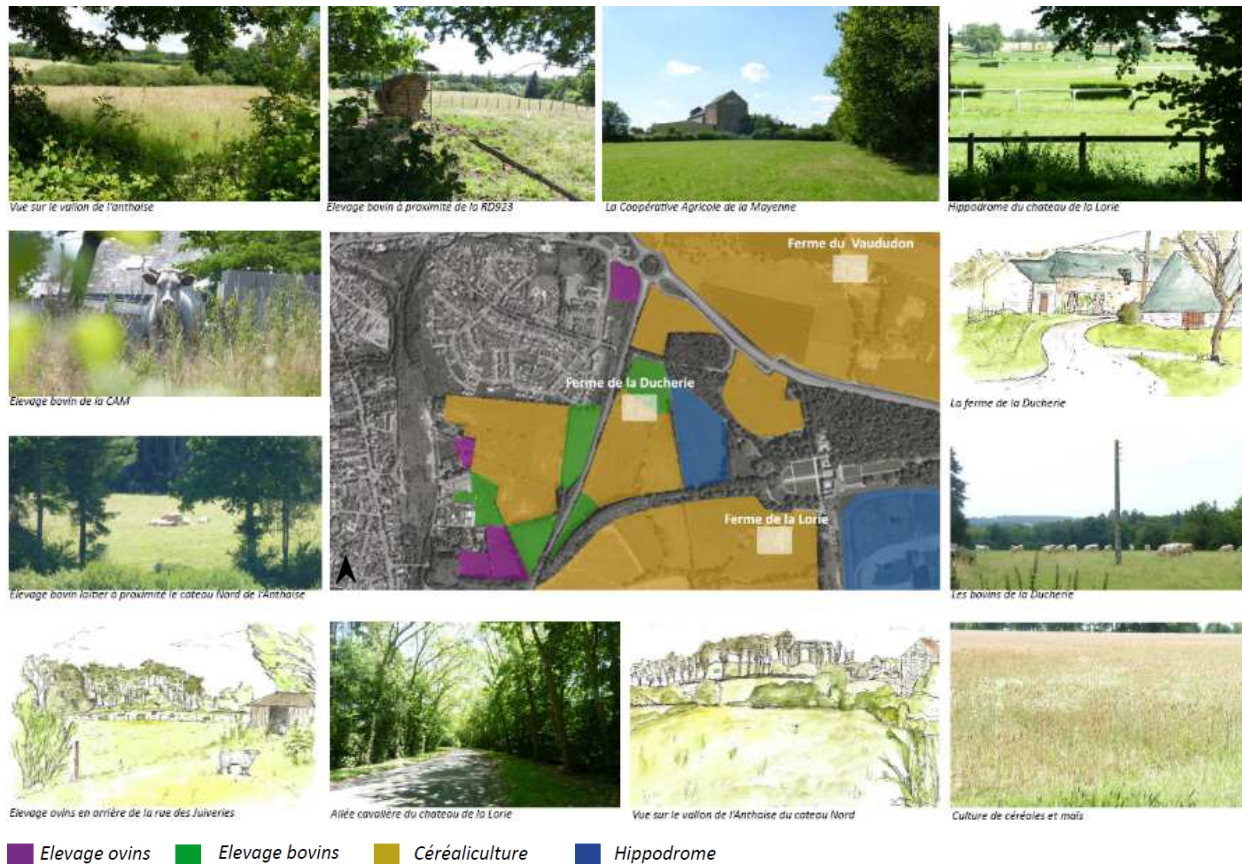 Vue sur le vallon de l'anthaise
Elevage bovin à proximité de la RD923
La Coopérative Agricole de la Mayenne
Hippodrome du chateau de la Lorie
Elevage bovin de la CAM
Ferme du Vaududon
Ferme de la Ducherie
Ferme de la Lorie
La ferme de la Ducherie
Elevage bovin laitier à proximité le coteau Nord de l'Anthaise
Les bovins de la Ducherie
Elevage ovins en arrière de la rue des Juiveries
Allée cavalière du chateau de la Lorie
Vue sur le vallon de l'Anthaise du coteau Nord
Culture de céréales et maïs
Elevage ovins
Elevage bovins
Céréaliculture
Hippodrome